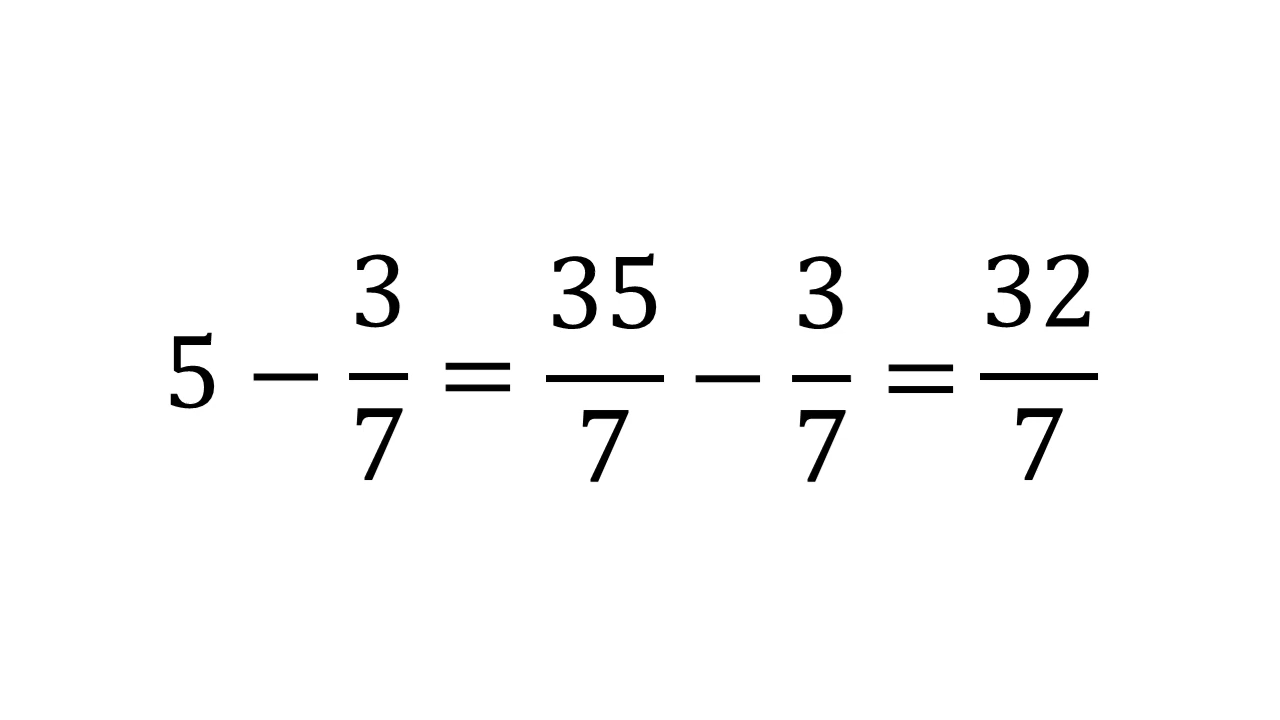 5 − 3/7 = 35/7 − 3/7 = 32/7